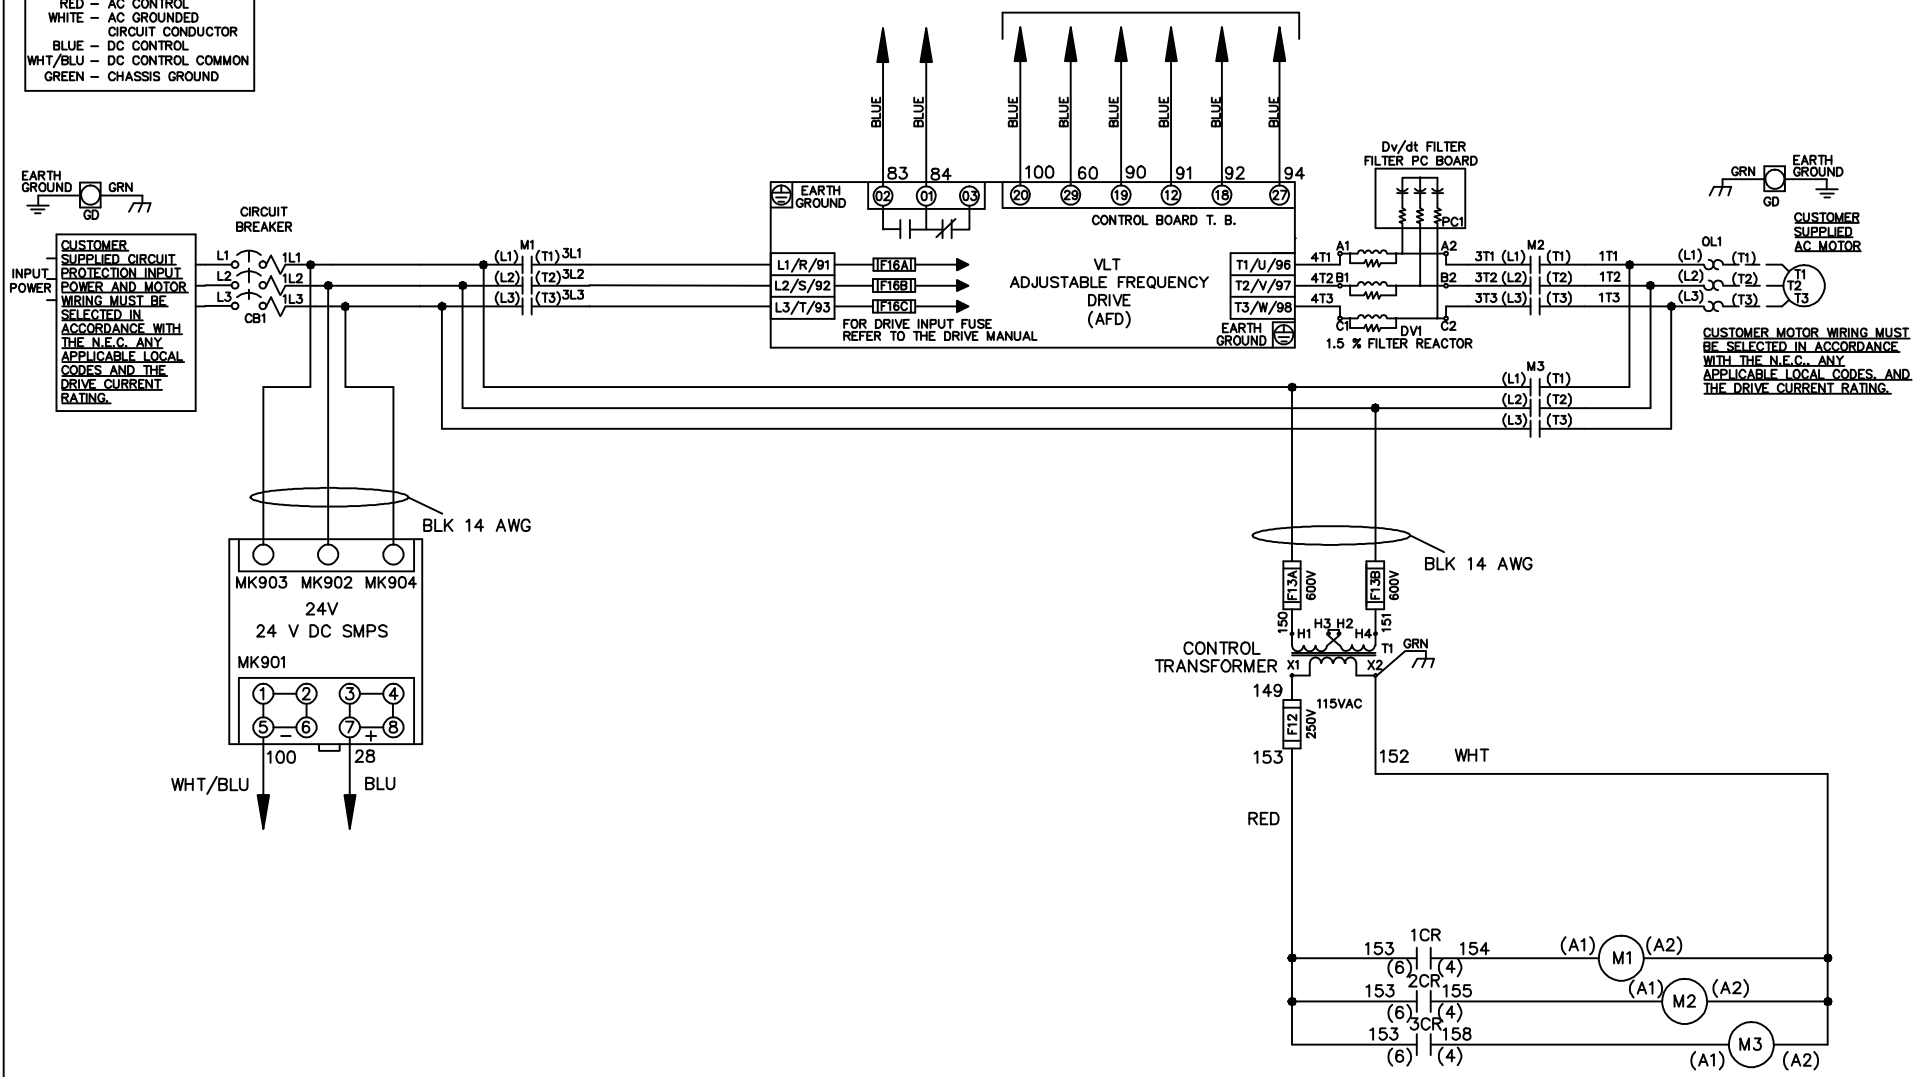 RED – AC CONTROL
WHITE – AC GROUNDED
CIRCUIT CONDUCTOR
BLUE – DC CONTROL
WHT/BLU – DC CONTROL COMMON
GREEN – CHASSIS GROUND
BLUE
BLUE
BLUE
BLUE
BLUE
BLUE
BLUE
BLUE
83
84
100
60
90
91
92
94
EARTH
GROUND
02
01
03
20
29
19
12
18
27
CONTROL BOARD T. B.
Dv/dt FILTER
FILTER PC BOARD
PC1
EARTH
GROUND
GRN
GD
GRN
EARTH
GROUND
GD
CUSTOMER
SUPPLIED
AC MOTOR
CIRCUIT
BREAKER
INPUT
POWER
CUSTOMER
SUPPLIED CIRCUIT
PROTECTION INPUT
POWER AND MOTOR
WIRING MUST BE
SELECTED IN
ACCORDANCE WITH
THE N.E.C. ANY
APPLICABLE LOCAL
CODES AND THE
DRIVE CURRENT
RATING.
L1
1L1
L2
1L2
L3
1L3
CB1
M1
(L1)
(T1)
3L1
(L2)
(T2)
3L2
(L3)
(T3)
3L3
L1/R/91
F16A
L2/S/92
F16B
L3/T/93
F16C
VLT
ADJUSTABLE FREQUENCY
DRIVE
(AFD)
FOR DRIVE INPUT FUSE
REFER TO THE DRIVE MANUAL
T1/U/96
T2/V/97
T3/W/98
EARTH
GROUND
4T1
A1
A2
4T2
B1
B2
4T3
C1
C2
DV1
1.5 % FILTER REACTOR
M2
3T1
(L1)
(T1)
1T1
3T2
(L2)
(T2)
1T2
3T3
(L3)
(T3)
1T3
OL1
(L1)
(T1)
(L2)
(T2)
(L3)
(T3)
T1
T2
T3
CUSTOMER MOTOR WIRING MUST
BE SELECTED IN ACCORDANCE
WITH THE N.E.C., ANY
APPLICABLE LOCAL CODES, AND
THE DRIVE CURRENT RATING.
M3
(L1)
(T1)
(L2)
(T2)
(L3)
(T3)
BLK 14 AWG
MK903
MK902
MK904
24V
24 V DC SMPS
MK901
1
2
3
4
5
6
7
8
–
+
100
28
WHT/BLU
BLU
BLK 14 AWG
F13A
600V
F13B
600V
150
151
H1
H3
H2
H4
T1
GRN
CONTROL
TRANSFORMER
X1
X2
149
115VAC
F12
250V
153
152
WHT
RED
1CR
153
154
(6)
(4)
(A1)
M1
(A2)
2CR
153
155
(6)
(4)
(A1)
M2
(A2)
3CR
153
158
(6)
(4)
(A1)
M3
(A2)